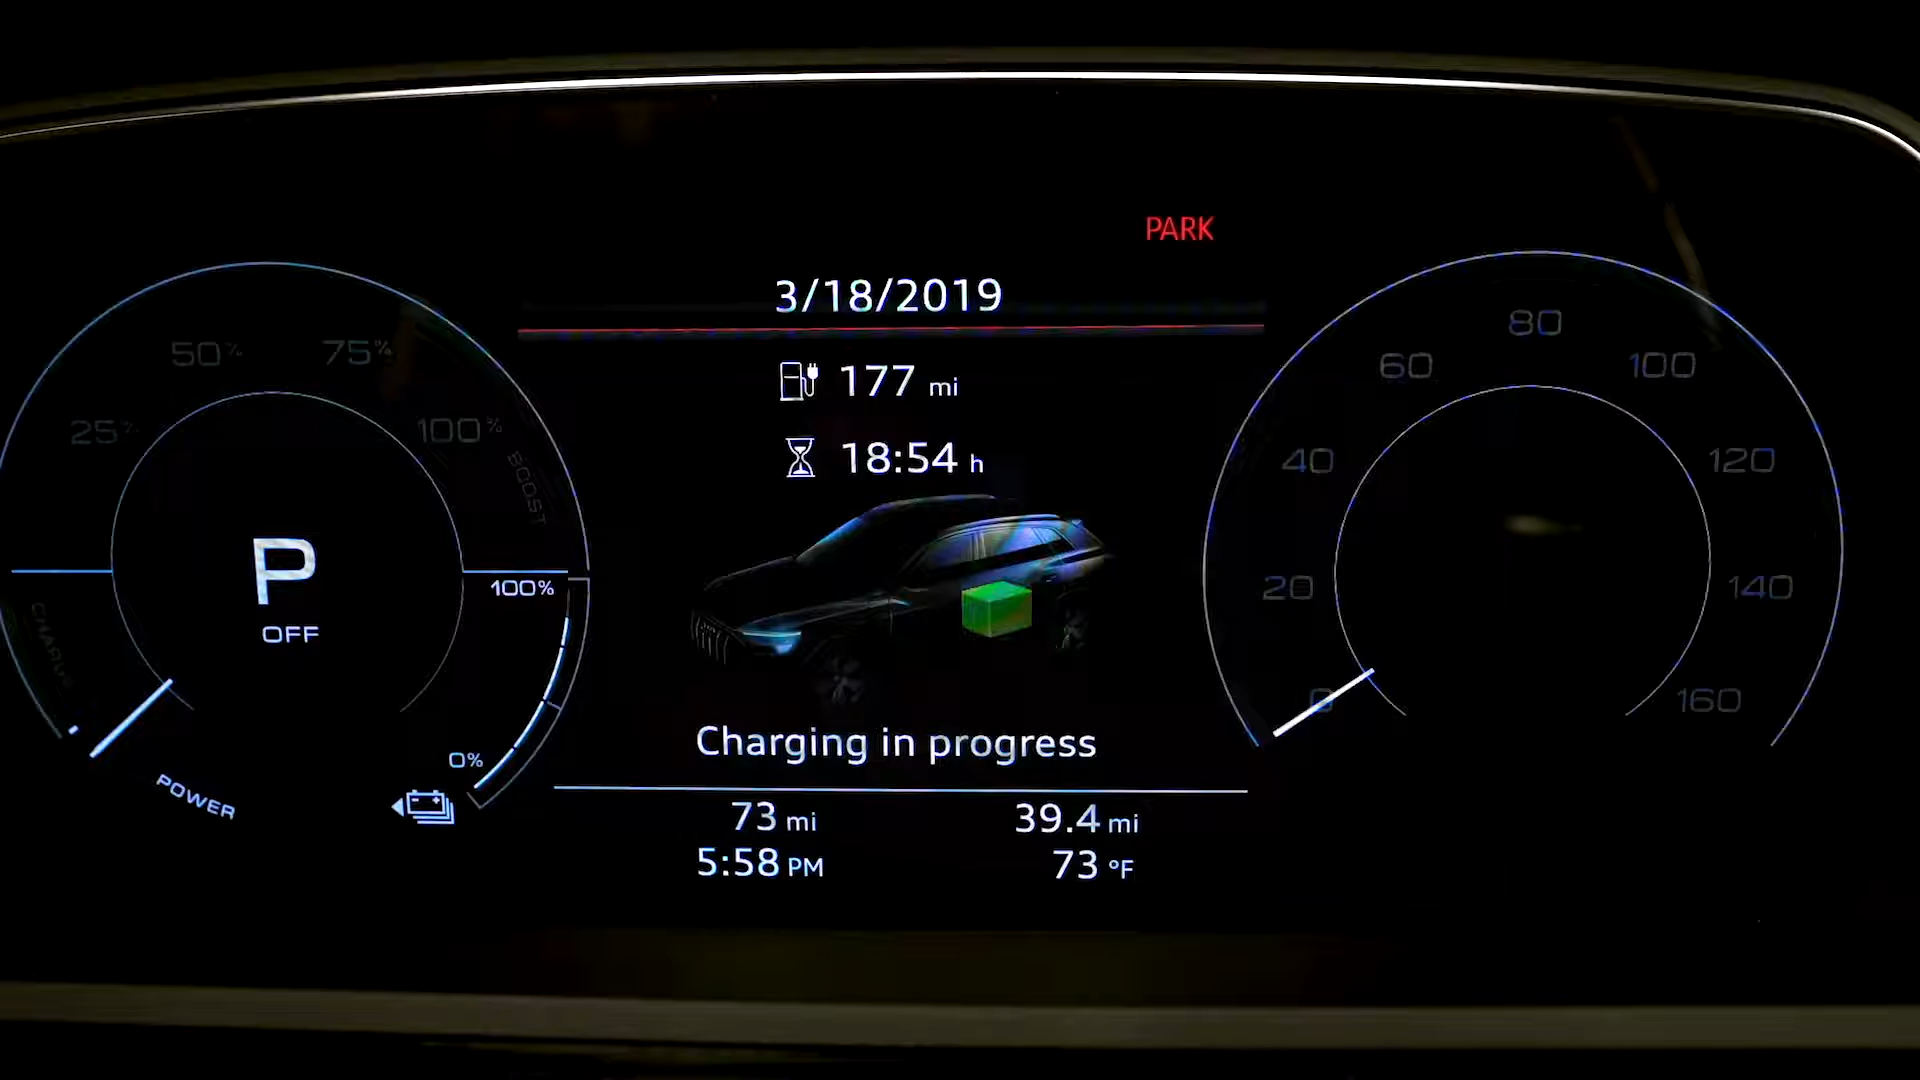 PARK
3/18/2019
177 mi
18:54 h
50% 75%
25% 100%
BOOST
P
OFF
100%
CHARGE
0%
POWER
80
60 100
40 120
20 140
0 160
Charging in progress
73 mi 39.4 mi
5:58 PM 73 °F